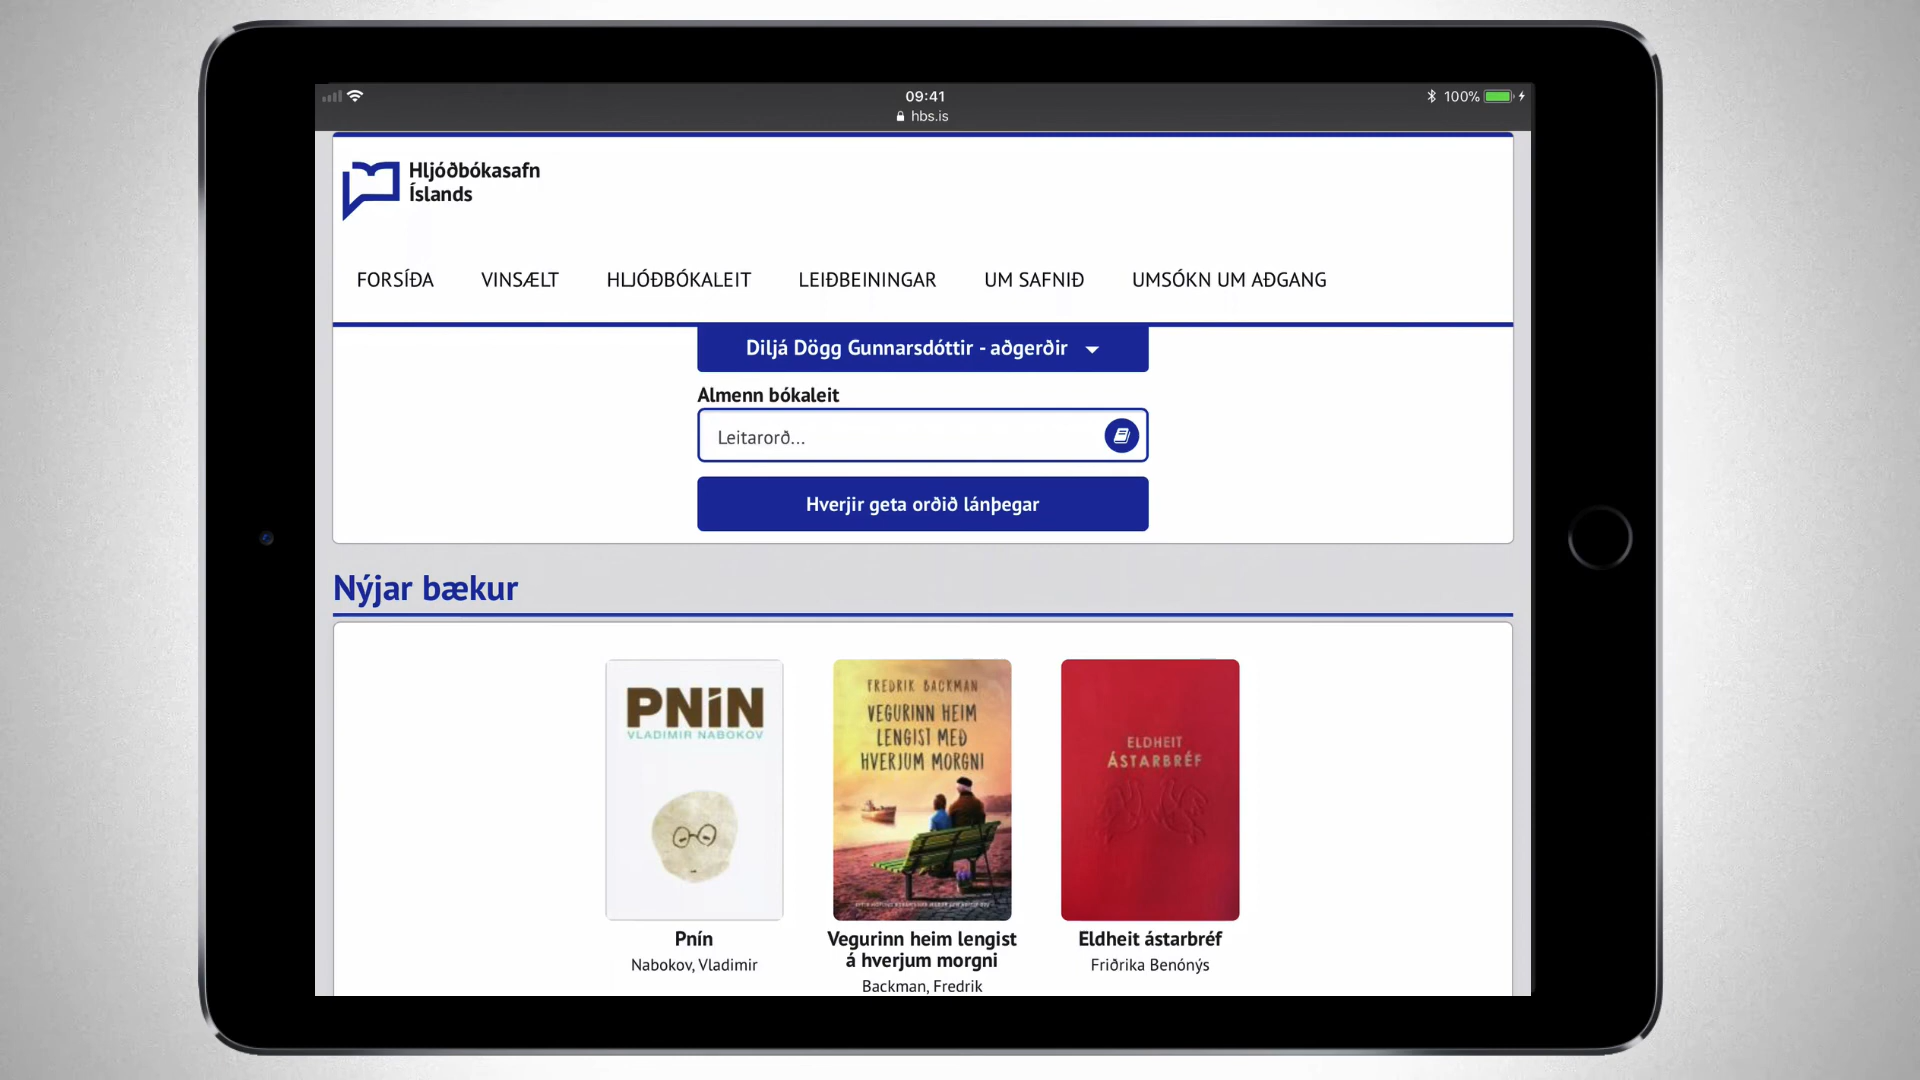 09:41
100%
hbs.is
Hljóðbókasafn
Íslands
FORSÍÐA VINSÆLT HLJÓÐBÓKALEIT LEIÐBEININGAR UM SAFNIÐ UMSÓKN UM AÐGANG
Diljá Dögg Gunnarsdóttir - aðgerðir
Almenn bókaleit
Leitarorð...
Hverjir geta orðið lánþegar
Nýjar bækur
PNÍN
VLADIMIR NABOKOV
FREDRIK BACKMAN
VEGURINN HEIM
LENGIST MEÐ
HVERJUM MORGNI
ELDHEIT
ÁSTARBRÉF
Pnín
Nabokov, Vladimir
Vegurinn heim lengist
á hverjum morgni
Backman, Fredrik
Eldheit ástarbréf
Friðrika Benónýs